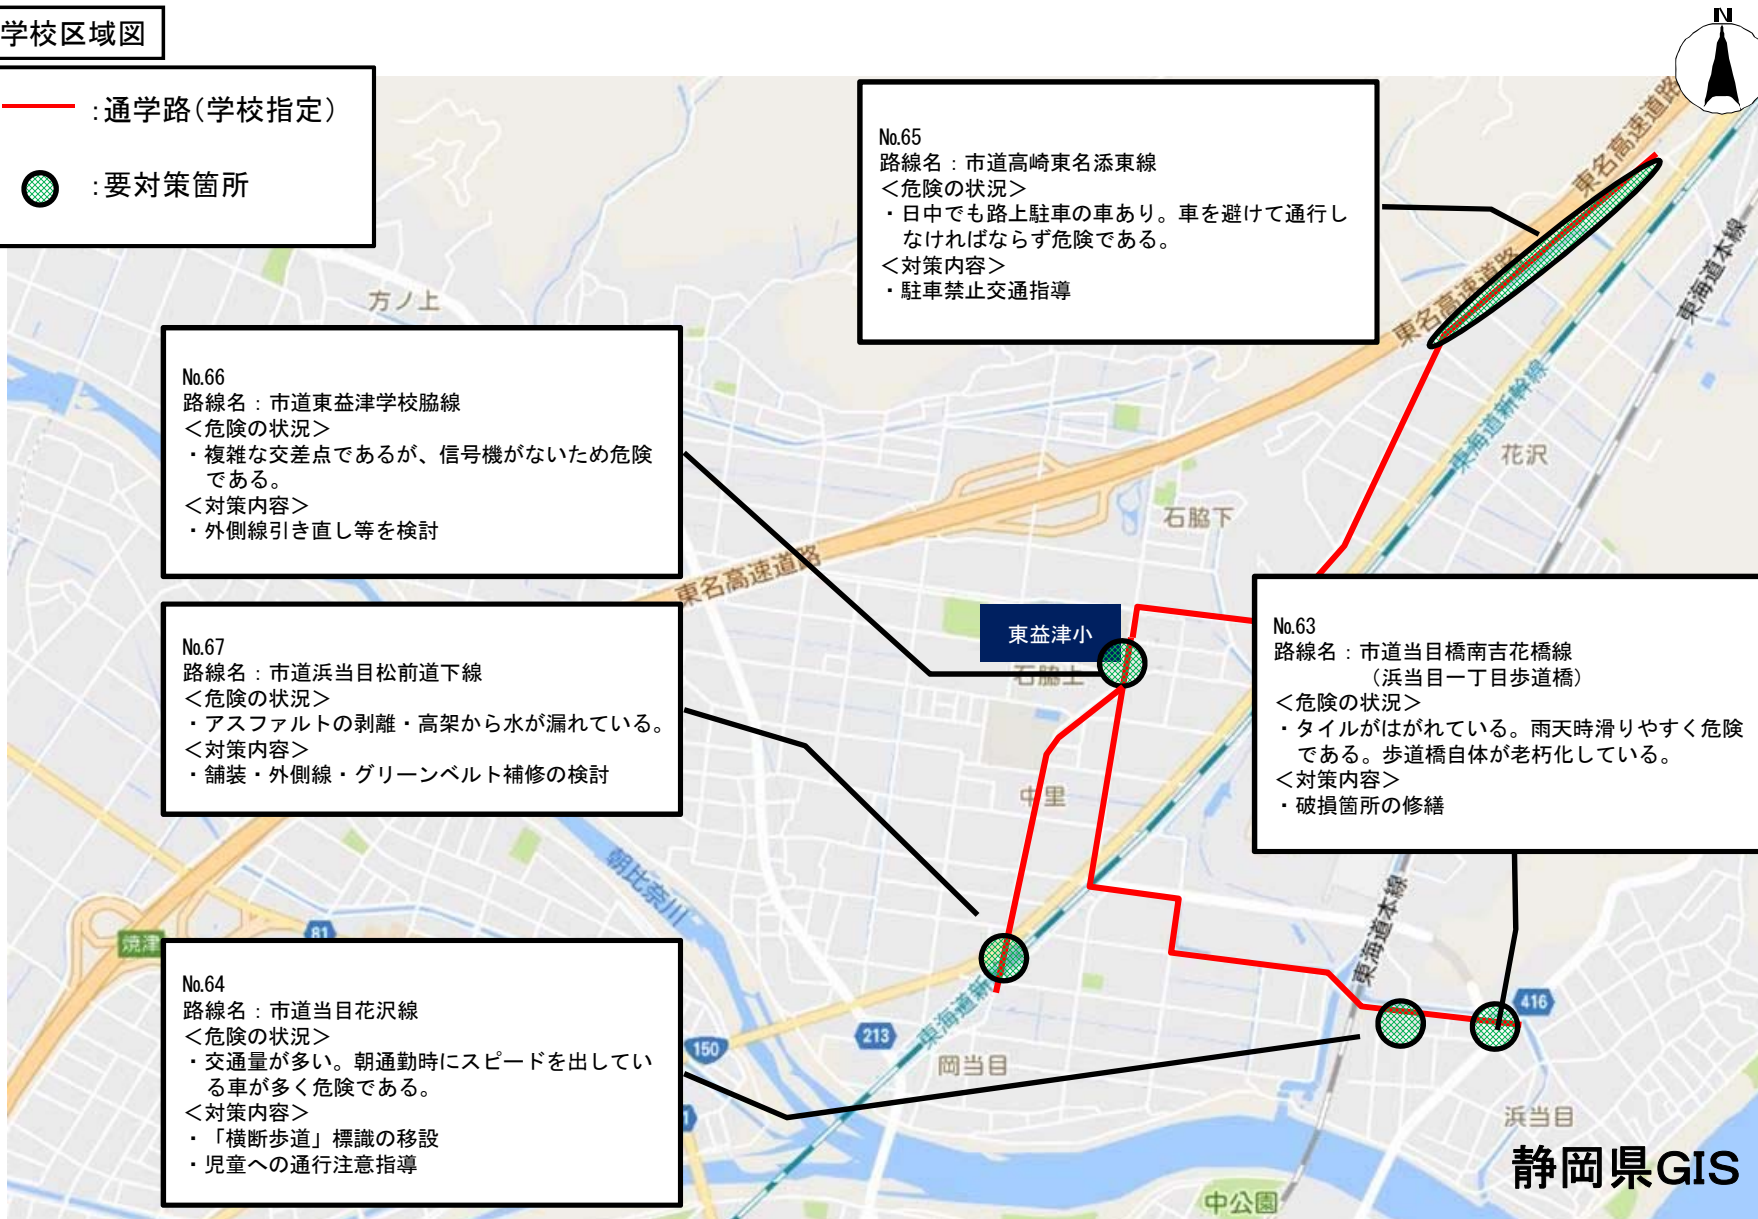 学校区域図
：通学路（学校指定）
：要対策箇所
N
No.65
路線名：市道高崎東名添東線
＜危険の状況＞
・日中でも路上駐車の車あり。車を避けて通行し
なければならず危険である。
＜対策内容＞
・駐車禁止交通指導
東名高速道路
東名高速道路
東海道本線
東海道新幹線
花沢
方ノ上
No.66
路線名：市道東益津学校脇線
＜危険の状況＞
・複雑な交差点であるが、信号機がないため危険
である。
＜対策内容＞
・外側線引き直し等を検討
石脇下
東名高速道路
東益津小
石脇上
No.67
路線名：市道浜当目松前道下線
＜危険の状況＞
・アスファルトの剥離・高架から水が漏れている。
＜対策内容＞
・舗装・外側線・グリーンベルト補修の検討
No.63
路線名：市道当目橋南吉花橋線
（浜当目一丁目歩道橋）
＜危険の状況＞
・タイルがはがれている。雨天時滑りやすく危険
である。歩道橋自体が老朽化している。
＜対策内容＞
・破損箇所の修繕
中里
朝比奈川
東海道本線
焼津
81
No.64
路線名：市道当目花沢線
＜危険の状況＞
・交通量が多い。朝通勤時にスピードを出してい
る車が多く危険である。
＜対策内容＞
・「横断歩道」標識の移設
・児童への通行注意指導
150
213
東海道新
416
岡当目
浜当目
静岡県GIS
中公園